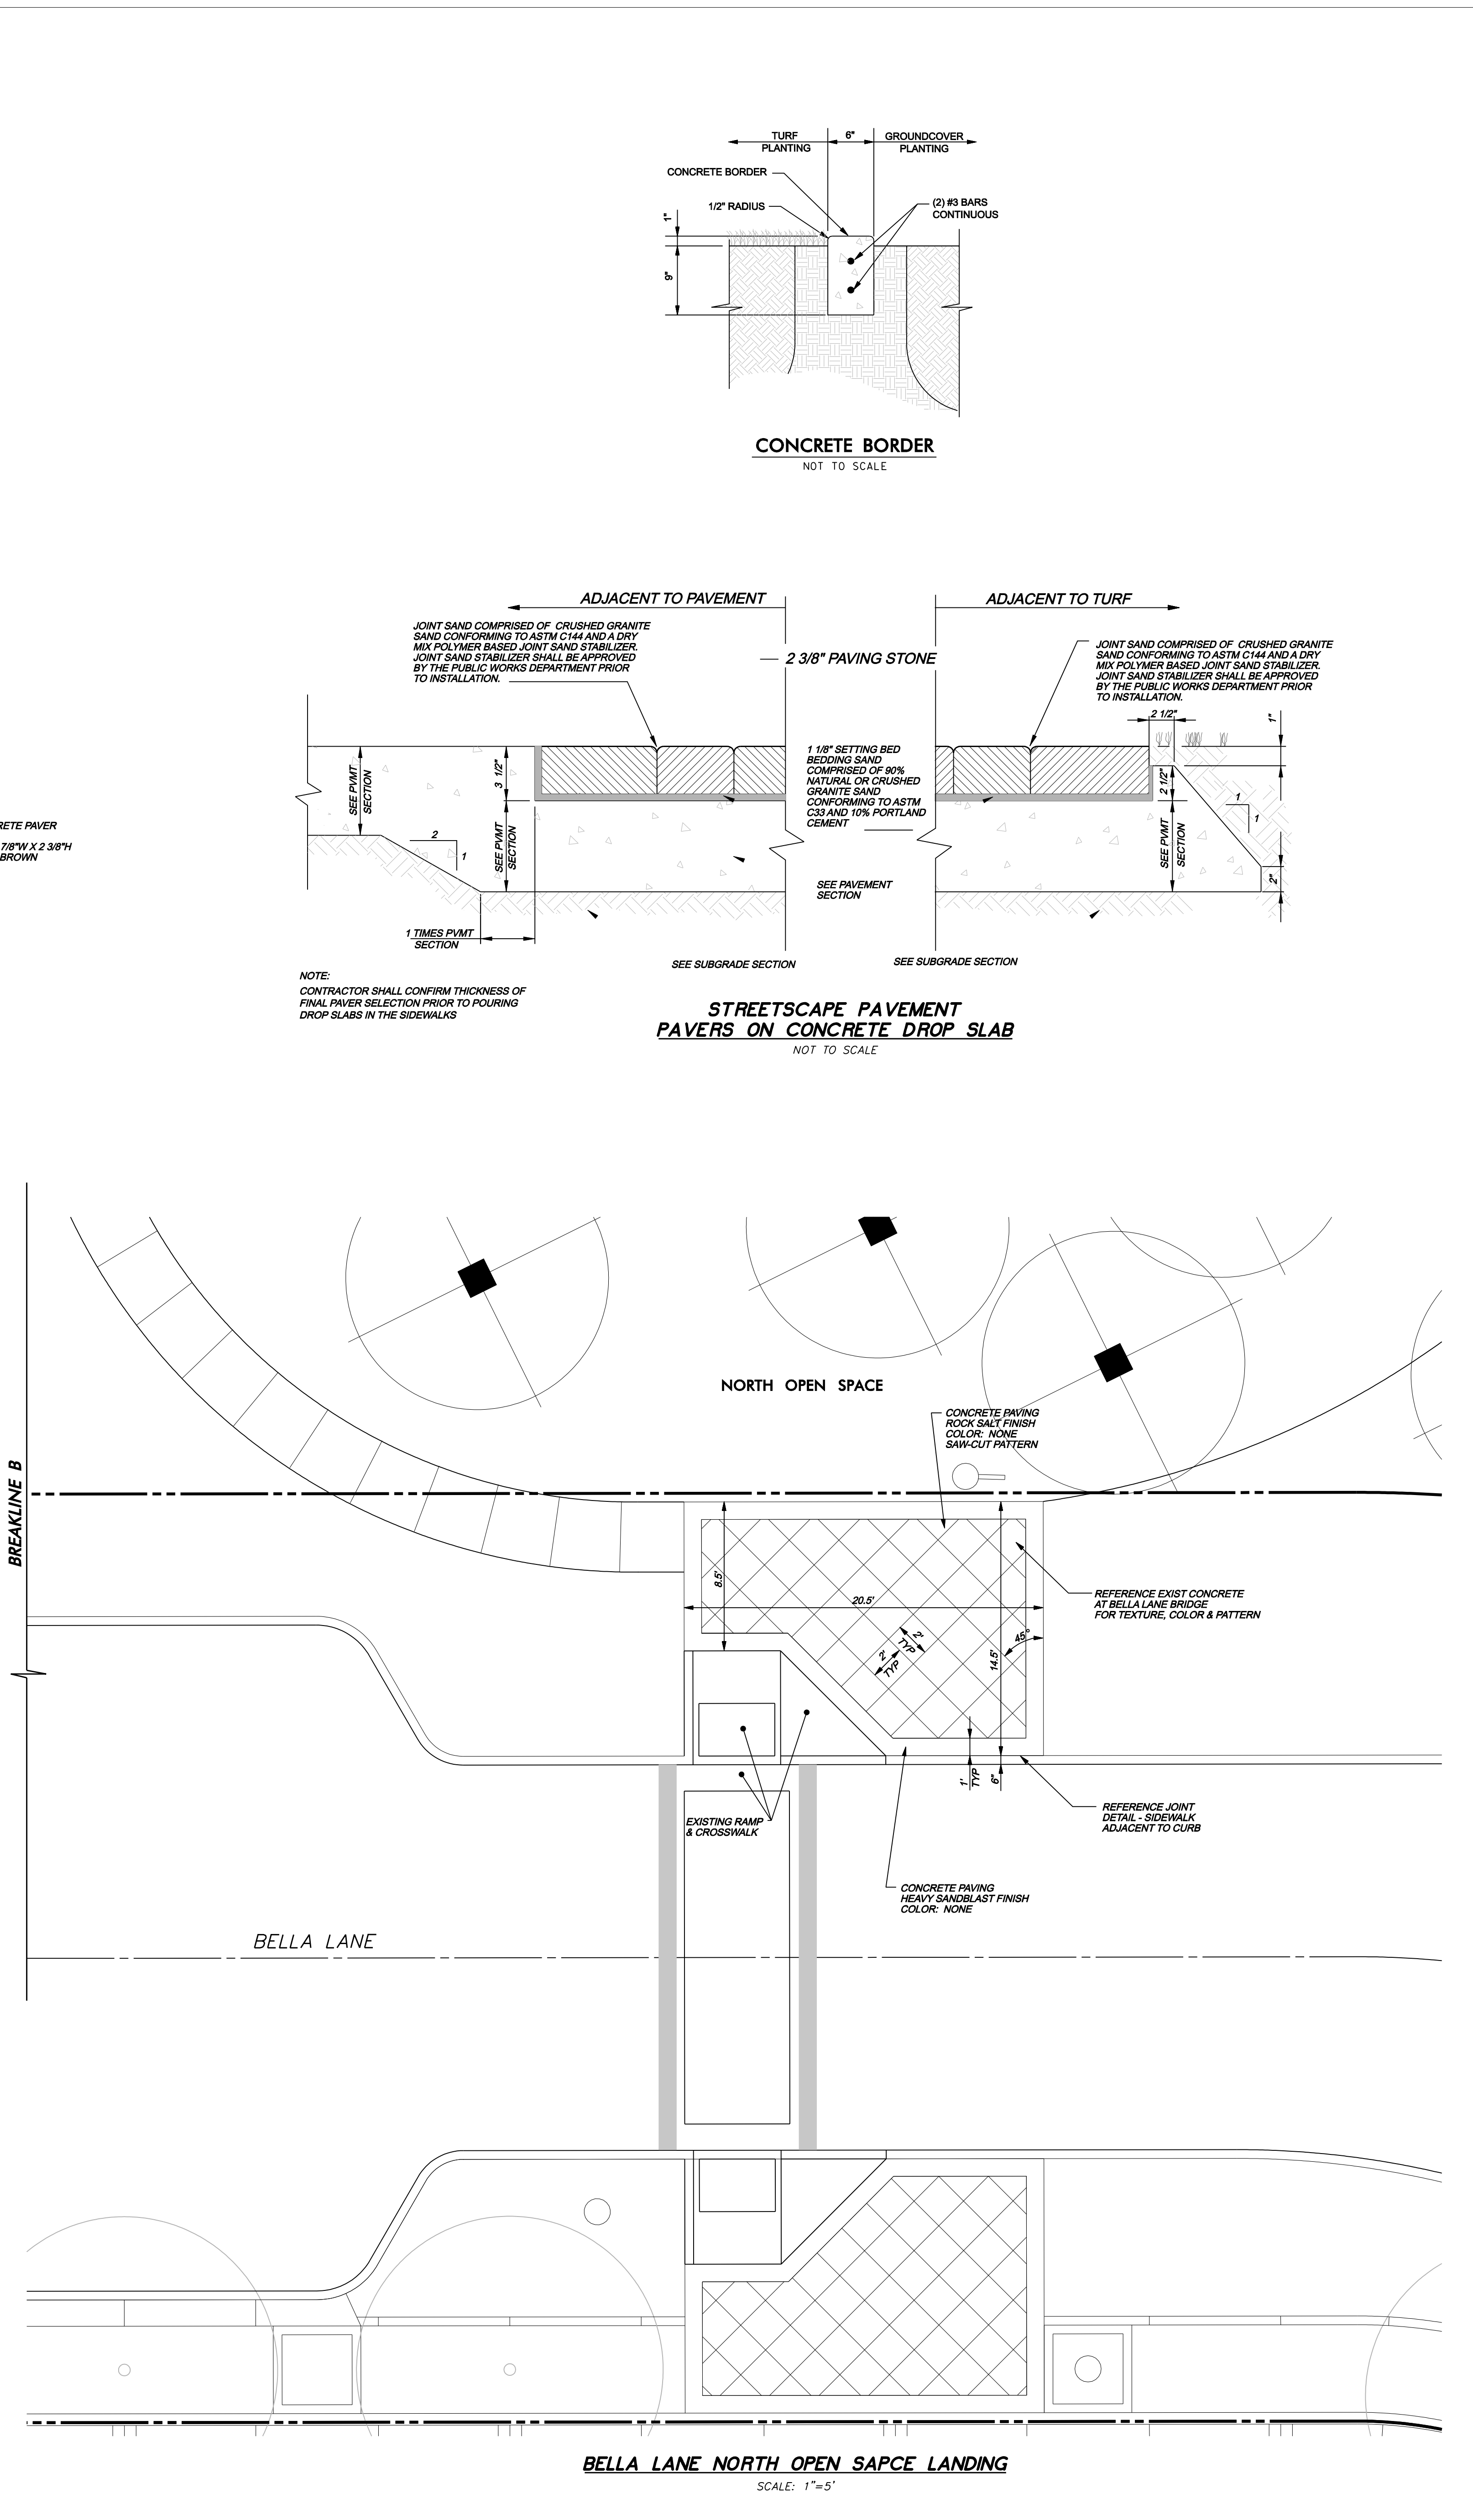 TURF
PLANTING
6"
GROUNDCOVER
PLANTING
CONCRETE BORDER
1/2" RADIUS
(2) #3 BARS
CONTINUOUS
1"
9"
CONCRETE BORDER
NOT TO SCALE
ADJACENT TO PAVEMENT
ADJACENT TO TURF
JOINT SAND COMPRISED OF CRUSHED GRANITE
SAND CONFORMING TO ASTM C144 AND A DRY
MIX POLYMER BASED JOINT SAND STABILIZER.
JOINT SAND STABILIZER SHALL BE APPROVED
BY THE PUBLIC WORKS DEPARTMENT PRIOR
TO INSTALLATION.
2 3/8" PAVING STONE
JOINT SAND COMPRISED OF CRUSHED GRANITE
SAND CONFORMING TO ASTM C144 AND A DRY
MIX POLYMER BASED JOINT SAND STABILIZER.
JOINT SAND STABILIZER SHALL BE APPROVED
BY THE PUBLIC WORKS DEPARTMENT PRIOR
TO INSTALLATION.
2 1/2"
1"
SEE PVMT
SECTION
3 1/2"
1 1/8" SETTING BED
BEDDING SAND
COMPRISED OF 90%
NATURAL OR CRUSHED
GRANITE SAND
CONFORMING TO ASTM
C33 AND 10% PORTLAND
CEMENT
2 1/2"
1
1
RETE PAVER
7/8"W X 2 3/8"H
BROWN
2
1
SEE PVMT
SECTION
SEE PVMT
SECTION
2"
SEE PAVEMENT
SECTION
1 TIMES PVMT
SECTION
SEE SUBGRADE SECTION
SEE SUBGRADE SECTION
NOTE:
CONTRACTOR SHALL CONFIRM THICKNESS OF
FINAL PAVER SELECTION PRIOR TO POURING
DROP SLABS IN THE SIDEWALKS
STREETSCAPE PAVEMENT
PAVERS ON CONCRETE DROP SLAB
NOT TO SCALE
NORTH OPEN SPACE
CONCRETE PAVING
ROCK SALT FINISH
COLOR: NONE
SAW-CUT PATTERN
BREAKLINE B
8.5'
20.5'
REFERENCE EXIST CONCRETE
AT BELLA LANE BRIDGE
FOR TEXTURE, COLOR & PATTERN
2'
TYP
2'
TYP
45°
14.5'
1'
TYP
6"
EXISTING RAMP
& CROSSWALK
REFERENCE JOINT
DETAIL - SIDEWALK
ADJACENT TO CURB
CONCRETE PAVING
HEAVY SANDBLAST FINISH
COLOR: NONE
BELLA LANE
BELLA LANE NORTH OPEN SAPCE LANDING
SCALE: 1"=5'